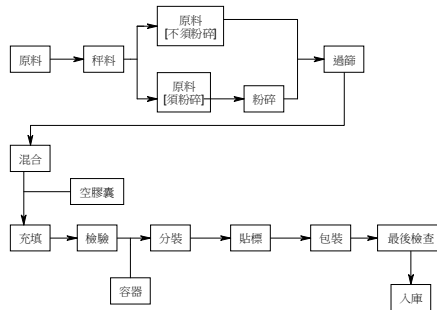 原料
[不須粉碎]
原料
秤料
過篩
原料
[須粉碎]
粉碎
混合
空膠囊
充填
檢驗
分裝
貼標
包裝
最後檢查
容器
入庫